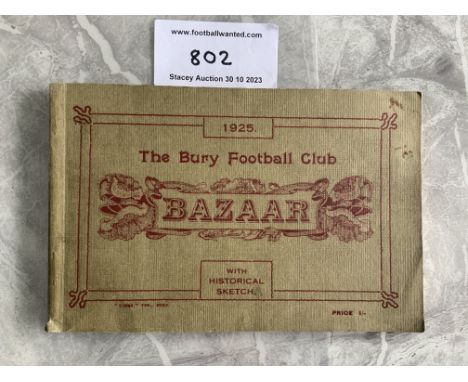 www.footballwanted.com
802
Stacey Auction 30 10 2023
1925.
The Bury Football Club
BAZAAR
WITH
HISTORICAL
SKETCH.
PRICE 1/-